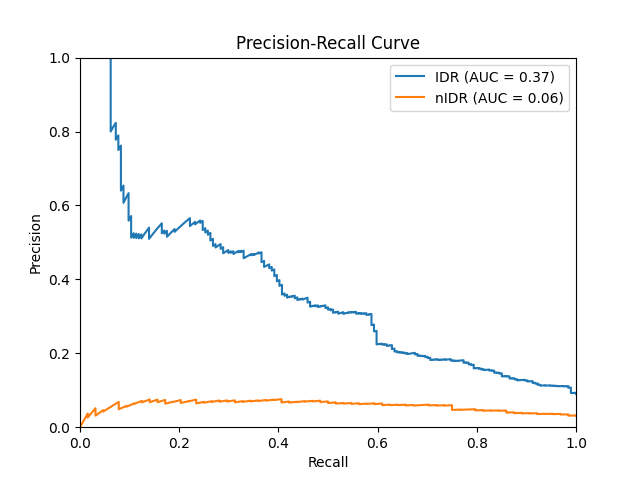 Precision-Recall Curve
IDR (AUC = 0.37)
nIDR (AUC = 0.06)
Precision
1.0
0.8
0.6
0.4
0.2
0.0
0.0 0.2 0.4 0.6 0.8 1.0
Recall